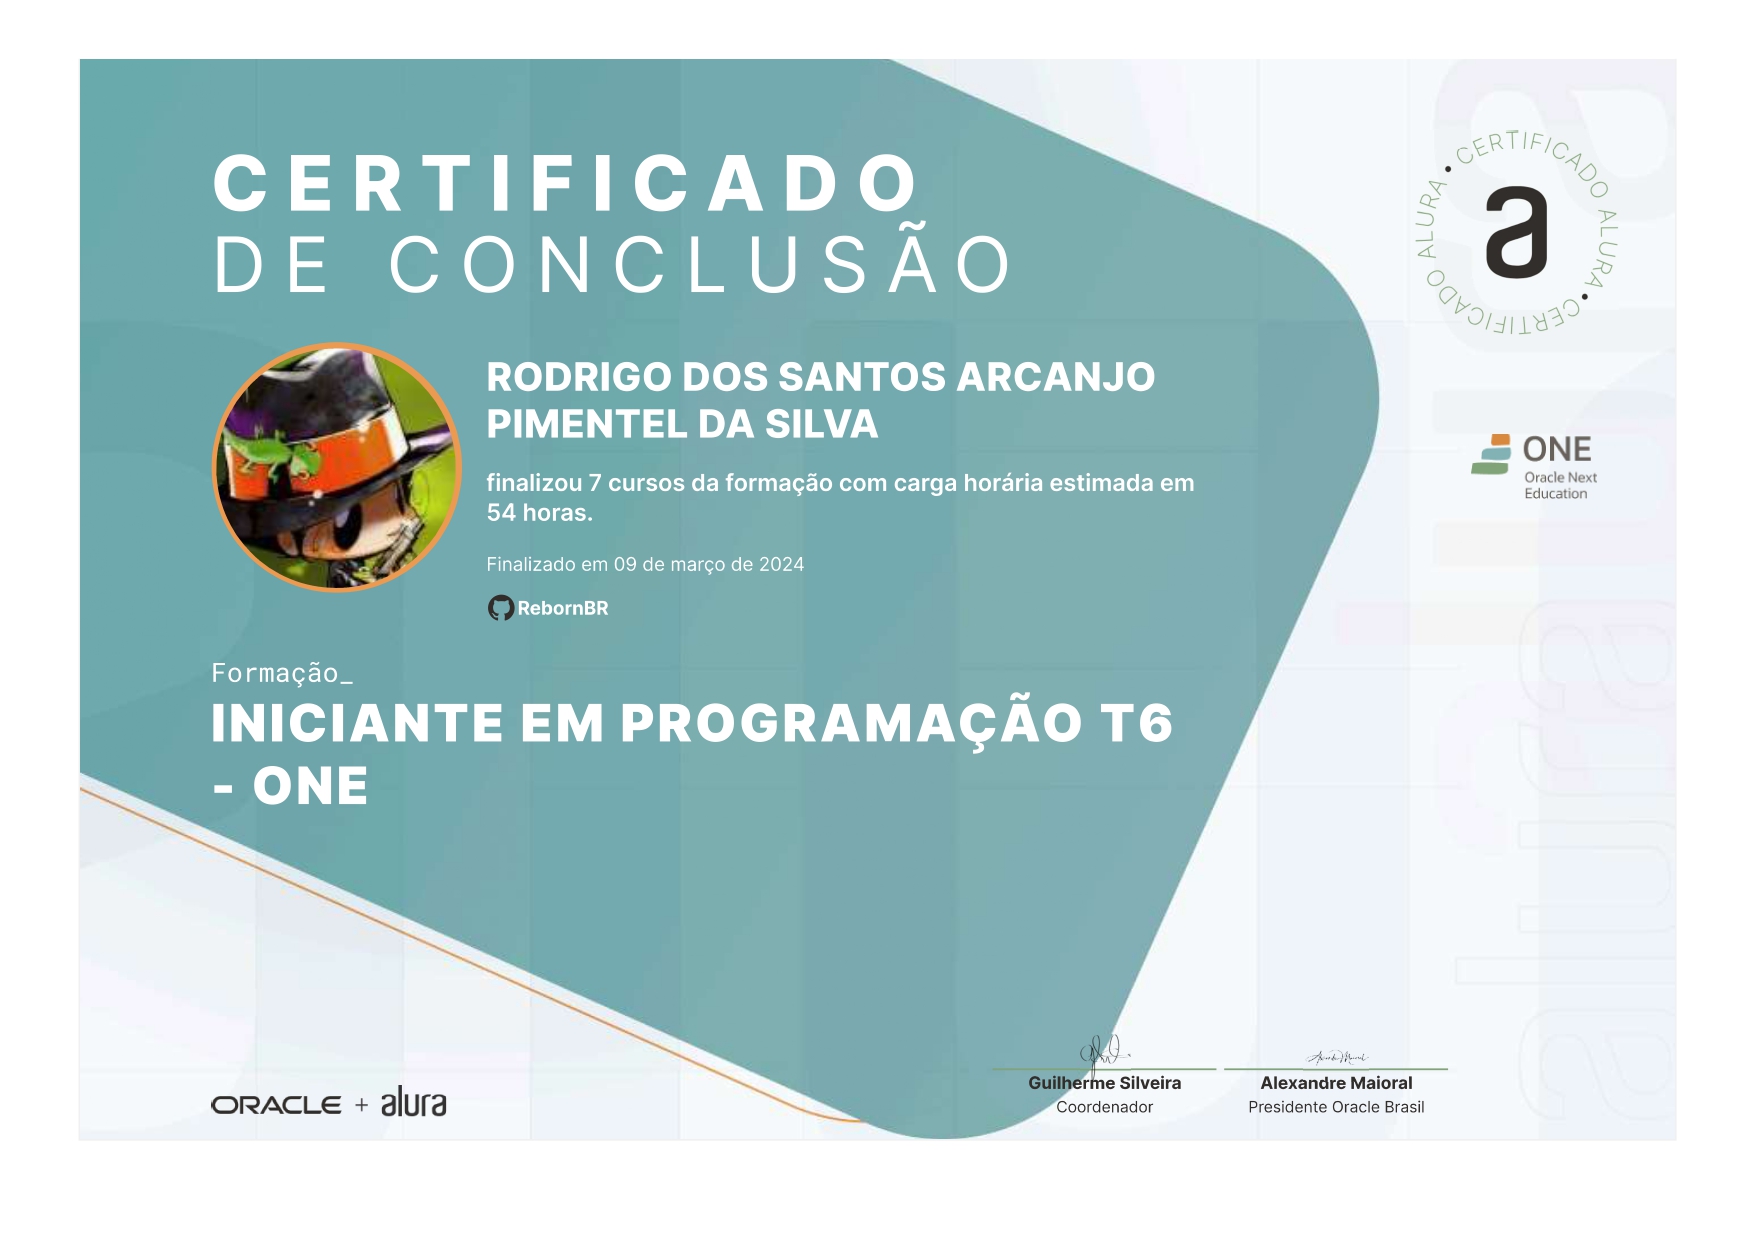 CERTIFICADO
DE CONCLUSÃO
CERTIFICADO ALURA • CERTIFICADO ALURA •
a
RODRIGO DOS SANTOS ARCANJO
PIMENTEL DA SILVA
finalizou 7 cursos da formação com carga horária estimada em
54 horas.
Finalizado em 09 de março de 2024
RebornBR
ONE
Oracle Next
Education
Formação_
INICIANTE EM PROGRAMAÇÃO T6
- ONE
ORACLE + alura
Guilherme Silveira
Coordenador
Alexandre Maioral
Presidente Oracle Brasil
alura